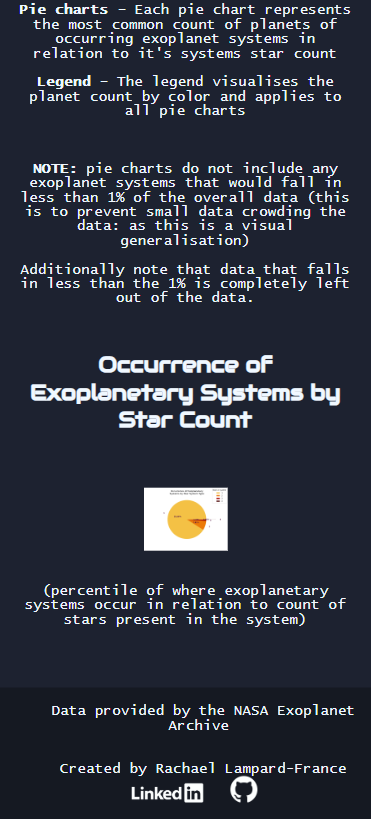 Pie charts - Each pie chart represents
the most common count of planets of
occurring exoplanet systems in
relation to it's systems star count
Legend - The legend visualises the
planet count by color and applies to
all pie charts
NOTE: pie charts do not include any
exoplanet systems that would fall in
less than 1% of the overall data (this
is to prevent small data crowding the
data: as this is a visual
generalisation)
Additionally note that data that falls
in less than the 1% is completely left
out of the data.
Occurrence of
Exoplanetary Systems by
Star Count
(percentile of where exoplanetary
systems occur in relation to count of
stars present in the system)
Data provided by the NASA Exoplanet
Archive
Created by Rachael Lampard-France
Linked in